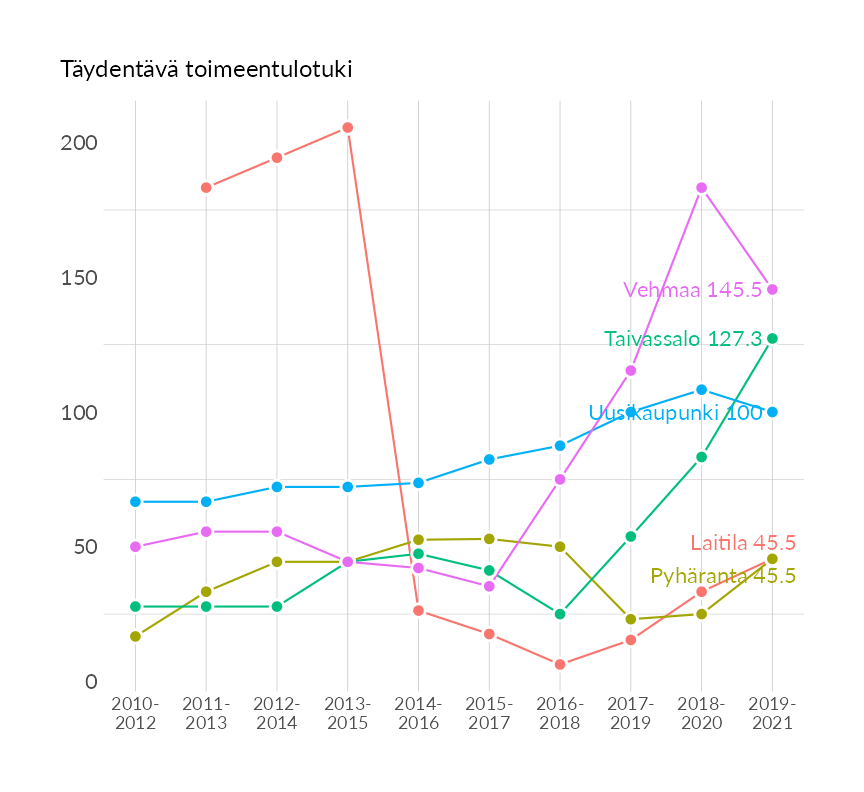 Täydentävä toimeentulotuki
200
150
Vehmaa 145.5
Taivassalo 127.3
100
Uusikaupunki 100
50
Laitila 45.5
Pyhäranta 45.5
0
2010- 2011- 2012- 2013- 2014- 2015- 2016- 2017- 2018- 2019-
2012 2013 2014 2015 2016 2017 2018 2019 2020 2021